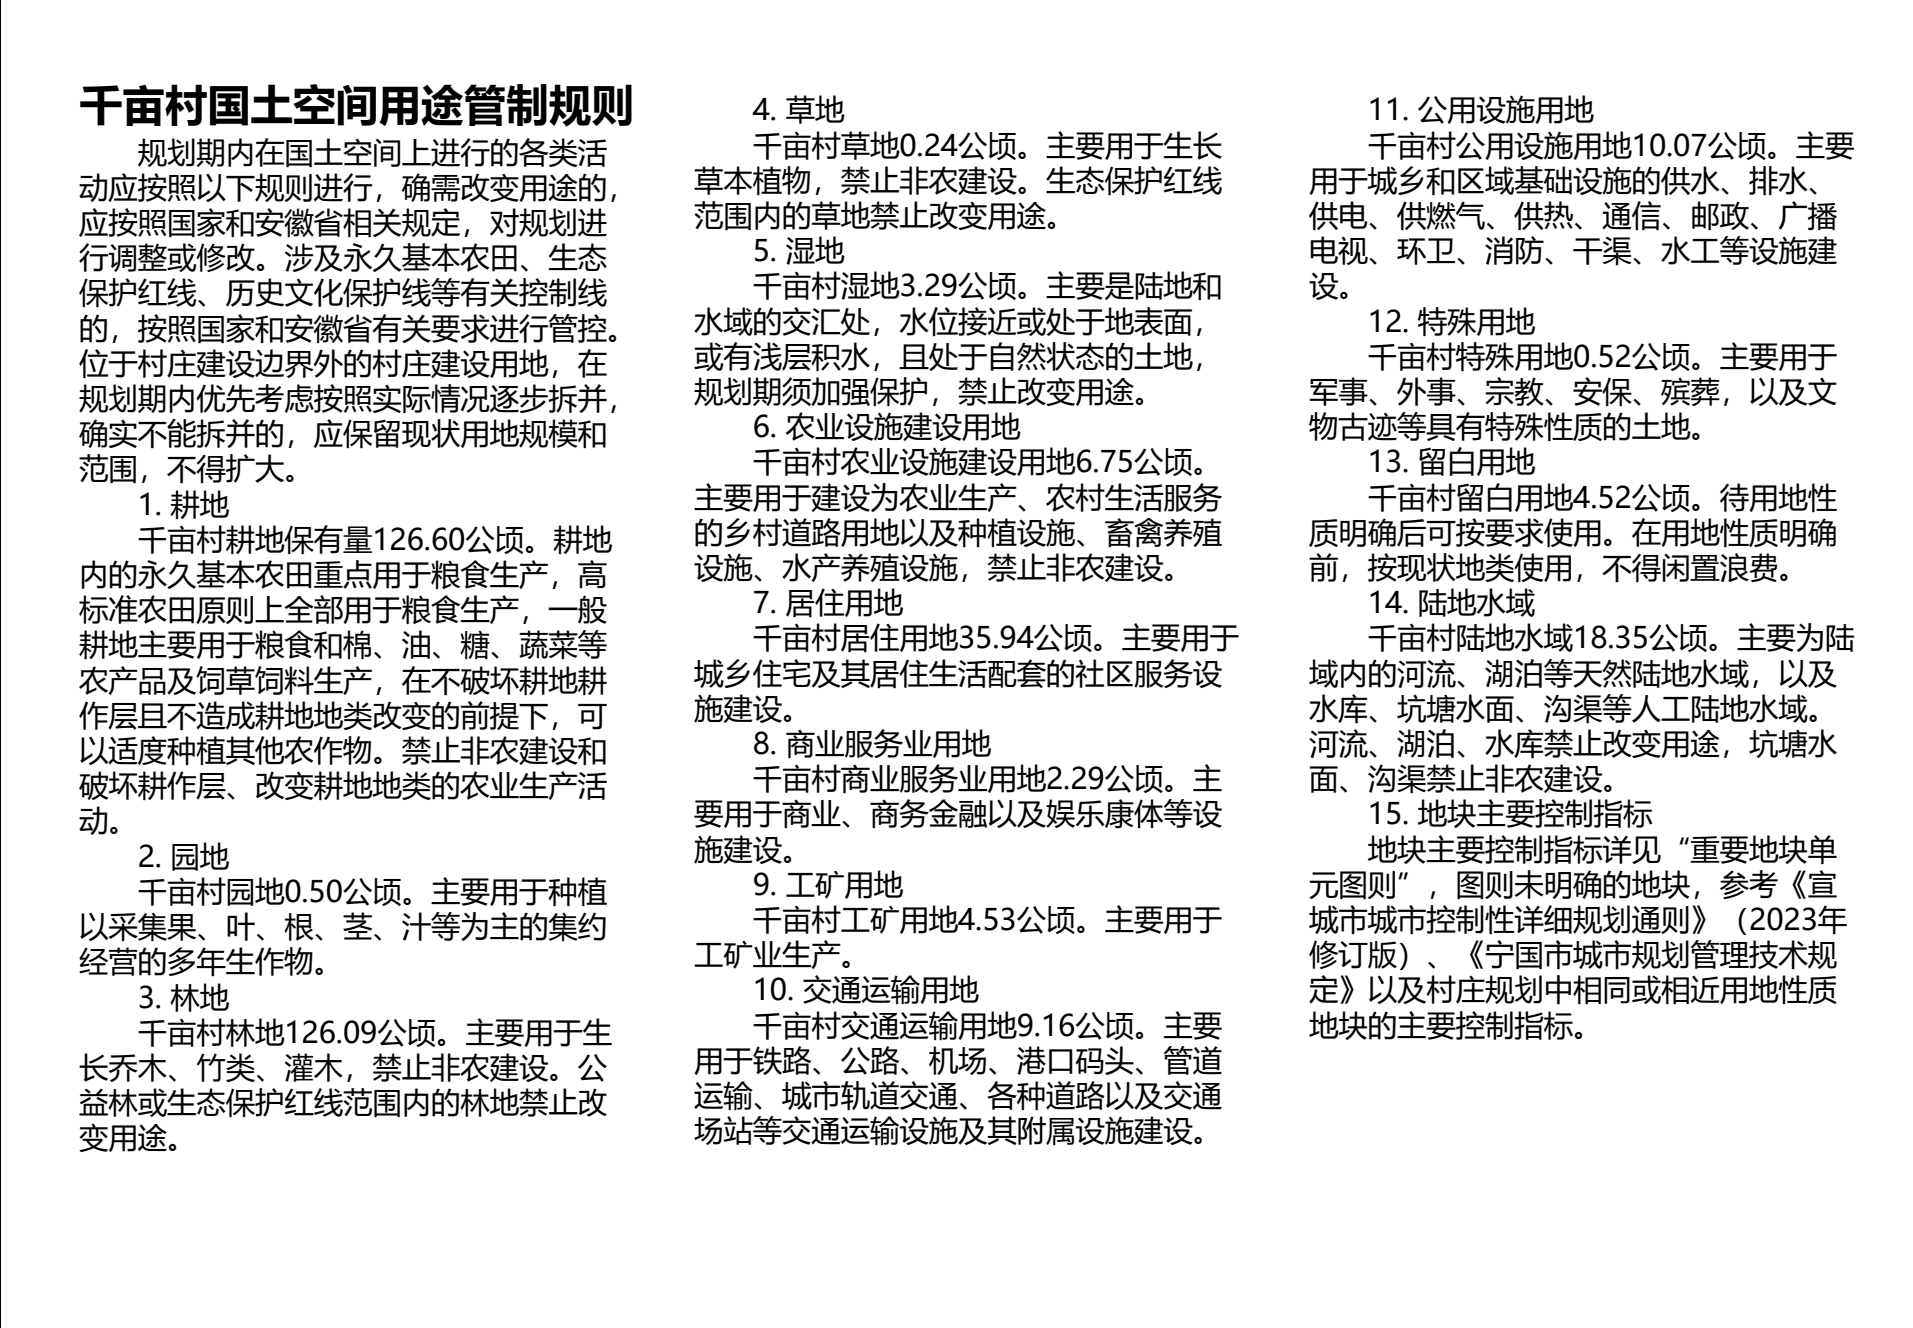 千亩村国土空间用途管制规则
规划期内在国土空间上进行的各类活
动应按照以下规则进行，确需改变用途的，
应按照国家和安徽省相关规定，对规划进
行调整或修改。涉及永久基本农田、生态
保护红线、历史文化保护线等有关控制线
的，按照国家和安徽省有关要求进行管控。
位于村庄建设边界外的村庄建设用地，在
规划期内优先考虑按照实际情况逐步拆并，
确实不能拆并的，应保留现状用地规模和
范围，不得扩大。
1. 耕地
千亩村耕地保有量126.60公顷。耕地
内的永久基本农田重点用于粮食生产，高
标准农田原则上全部用于粮食生产，一般
耕地主要用于粮食和棉、油、糖、蔬菜等
农产品及饲草饲料生产，在不破坏耕地耕
作层且不造成耕地地类改变的前提下，可
以适度种植其他农作物。禁止非农建设和
破坏耕作层、改变耕地地类的农业生产活
动。
2. 园地
千亩村园地0.50公顷。主要用于种植
以采集果、叶、根、茎、汁等为主的集约
经营的多年生作物。
3. 林地
千亩村林地126.09公顷。主要用于生
长乔木、竹类、灌木，禁止非农建设。公
益林或生态保护红线范围内的林地禁止改
变用途。
4. 草地
千亩村草地0.24公顷。主要用于生长
草本植物，禁止非农建设。生态保护红线
范围内的草地禁止改变用途。
5. 湿地
千亩村湿地3.29公顷。主要是陆地和
水域的交汇处，水位接近或处于地表面，
或有浅层积水，且处于自然状态的土地，
规划期须加强保护，禁止改变用途。
6. 农业设施建设用地
千亩村农业设施建设用地6.75公顷。
主要用于建设为农业生产、农村生活服务
的乡村道路用地以及种植设施、畜禽养殖
设施、水产养殖设施，禁止非农建设。
7. 居住用地
千亩村居住用地35.94公顷。主要用于
城乡住宅及其居住生活配套的社区服务设
施建设。
8. 商业服务业用地
千亩村商业服务业用地2.29公顷。主
要用于商业、商务金融以及娱乐康体等设
施建设。
9. 工矿用地
千亩村工矿用地4.53公顷。主要用于
工矿业生产。
10. 交通运输用地
千亩村交通运输用地9.16公顷。主要
用于铁路、公路、机场、港口码头、管道
运输、城市轨道交通、各种道路以及交通
场站等交通运输设施及其附属设施建设。
11. 公用设施用地
千亩村公用设施用地10.07公顷。主要
用于城乡和区域基础设施的供水、排水、
供电、供燃气、供热、通信、邮政、广播
电视、环卫、消防、干渠、水工等设施建
设。
12. 特殊用地
千亩村特殊用地0.52公顷。主要用于
军事、外事、宗教、安保、殡葬，以及文
物古迹等具有特殊性质的土地。
13. 留白用地
千亩村留白用地4.52公顷。待用地性
质明确后可按要求使用。在用地性质明确
前，按现状地类使用，不得闲置浪费。
14. 陆地水域
千亩村陆地水域18.35公顷。主要为陆
域内的河流、湖泊等天然陆地水域，以及
水库、坑塘水面、沟渠等人工陆地水域。
河流、湖泊、水库禁止改变用途，坑塘水
面、沟渠禁止非农建设。
15. 地块主要控制指标
地块主要控制指标详见“重要地块单
元图则”，图则未明确的地块，参考《宣
城市城市控制性详细规划通则》（2023年
修订版）、《宁国市城市规划管理技术规
定》以及村庄规划中相同或相近用地性质
地块的主要控制指标。